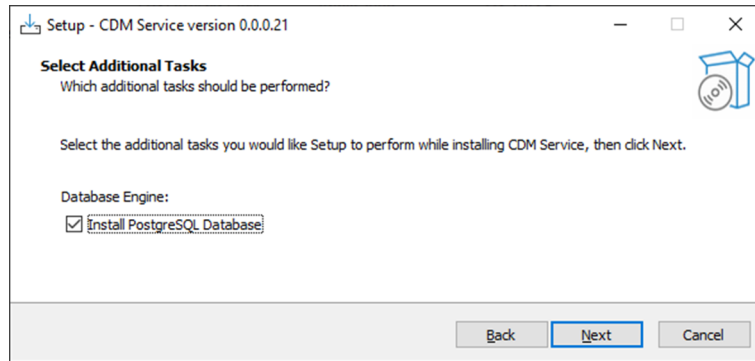 Setup - CDM Service version 0.0.0.21
Select Additional Tasks
Which additional tasks should be performed?
Select the additional tasks you would like Setup to perform while installing CDM Service, then click Next.
Database Engine:
Install PostgreSQL Database
Back Next Cancel